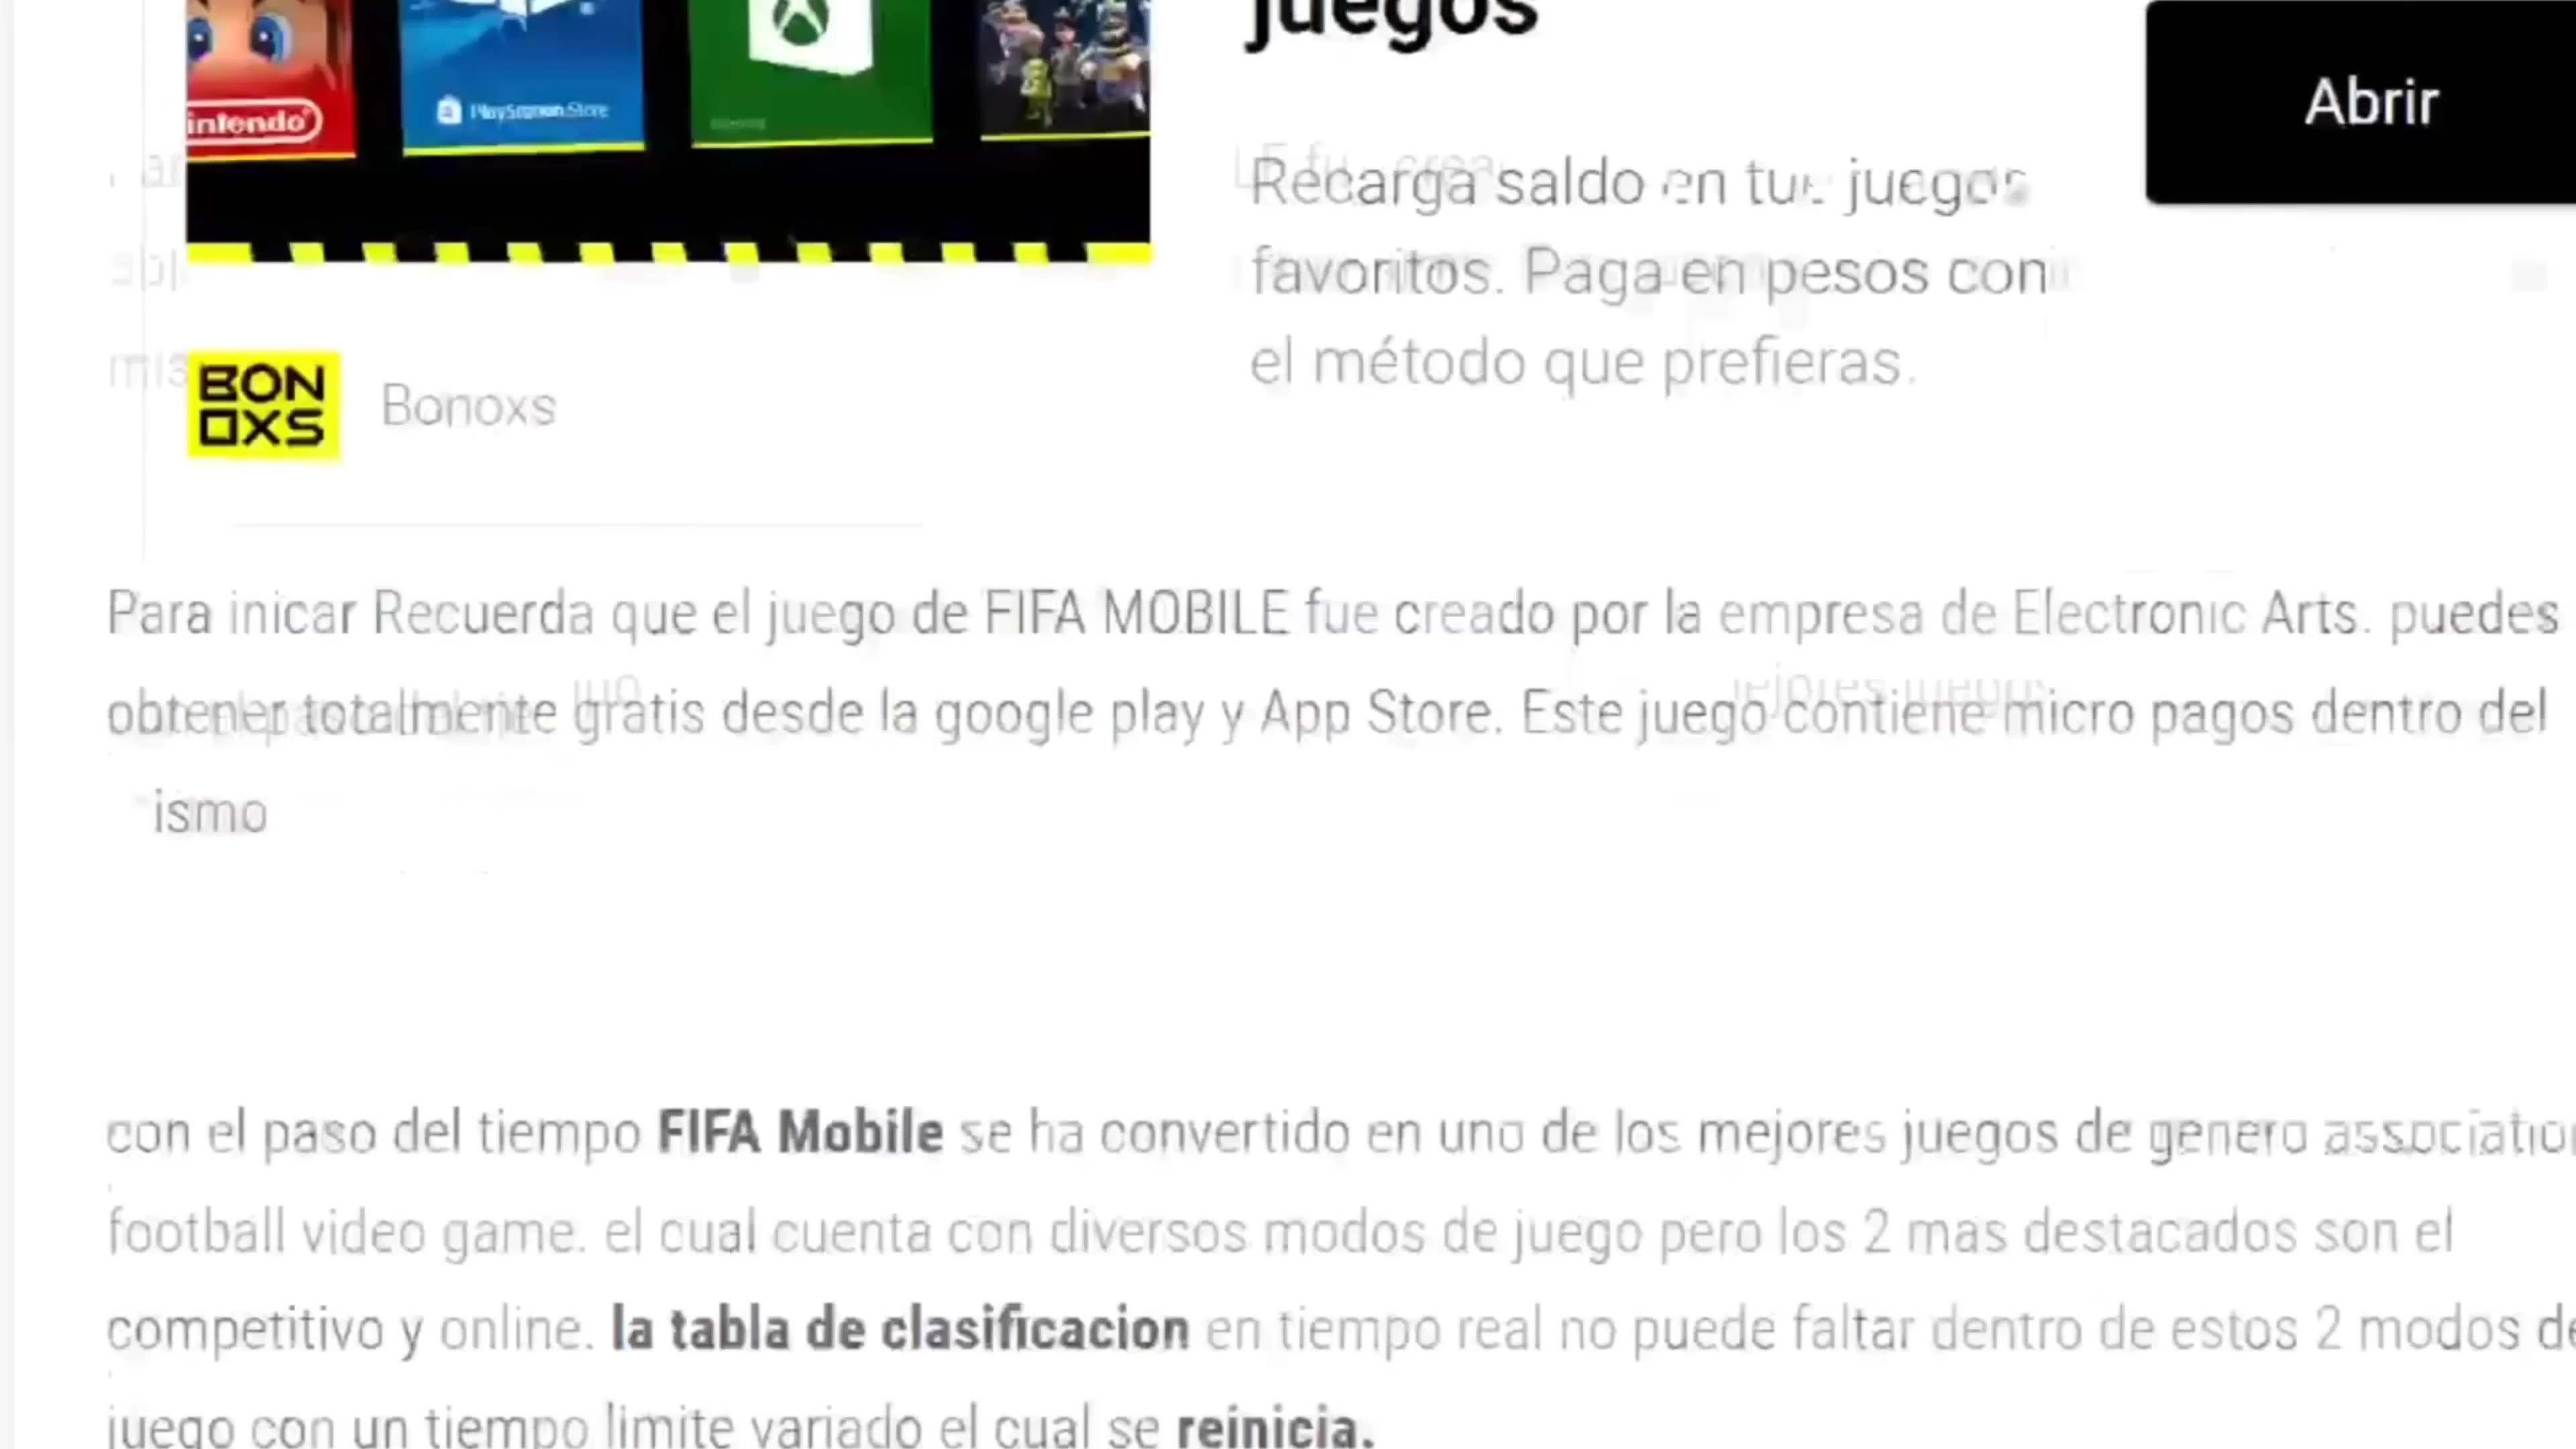 juegos
Abrir
intendo
PlayStation Store
Recarga saldo en tus juegos
favoritos. Paga en pesos con
el método que prefieras.
BON
OXS
Bonoxs
Para inicar Recuerda que el juego de FIFA MOBILE fue creado por la empresa de Electronic Arts. puedes
obtener totalmente gratis desde la google play y App Store. Este juego contiene micro pagos dentro del
ismo
con el paso del tiempo FIFA Mobile se ha convertido en uno de los mejores juegos de genero association
football video game. el cual cuenta con diversos modos de juego pero los 2 mas destacados son el
competitivo y online. la tabla de clasificacion en tiempo real no puede faltar dentro de estos 2 modos de
juego con un tiempo limite variado el cual se reinicia.